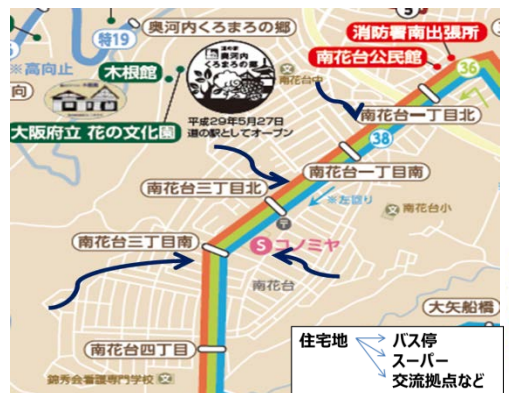 奥河内くろまろの郷
特19
※高向止
向
木根館
大阪府立 花の文化園
道の駅
奥河内
くろまろの郷
平成29年5月27日
道の駅としてオープン
南花台中
消防署南出張所
南花台公民館
36
南花台一丁目北
38
南花台一丁目南
※左廻り
南花台小
南花台三丁目北
S コノミヤ
南花台三丁目南
南花台
大矢船橋
南花台四丁目
錦秀会看護専門学校
住宅地
バス停
スーパー
交流拠点など